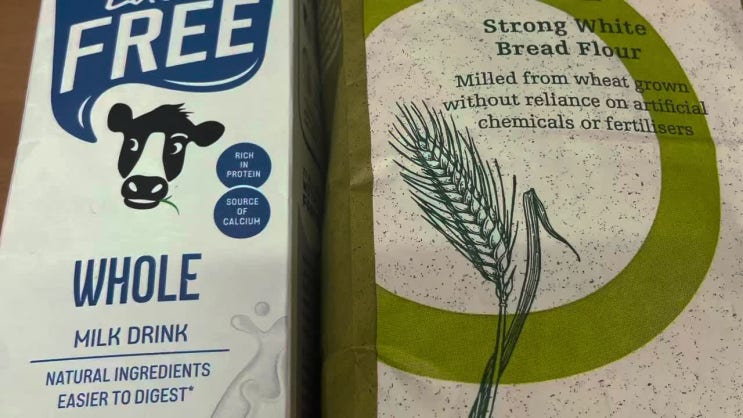 FREE
RICH
IN
PROTEIN
SOURCE
OF
CALCIUM
WHOLE
MILK DRINK
NATURAL INGREDIENTS
EASIER TO DIGEST*
Strong White
Bread Flour
Milled from wheat grown
without reliance on artificial
chemicals or fertilisers